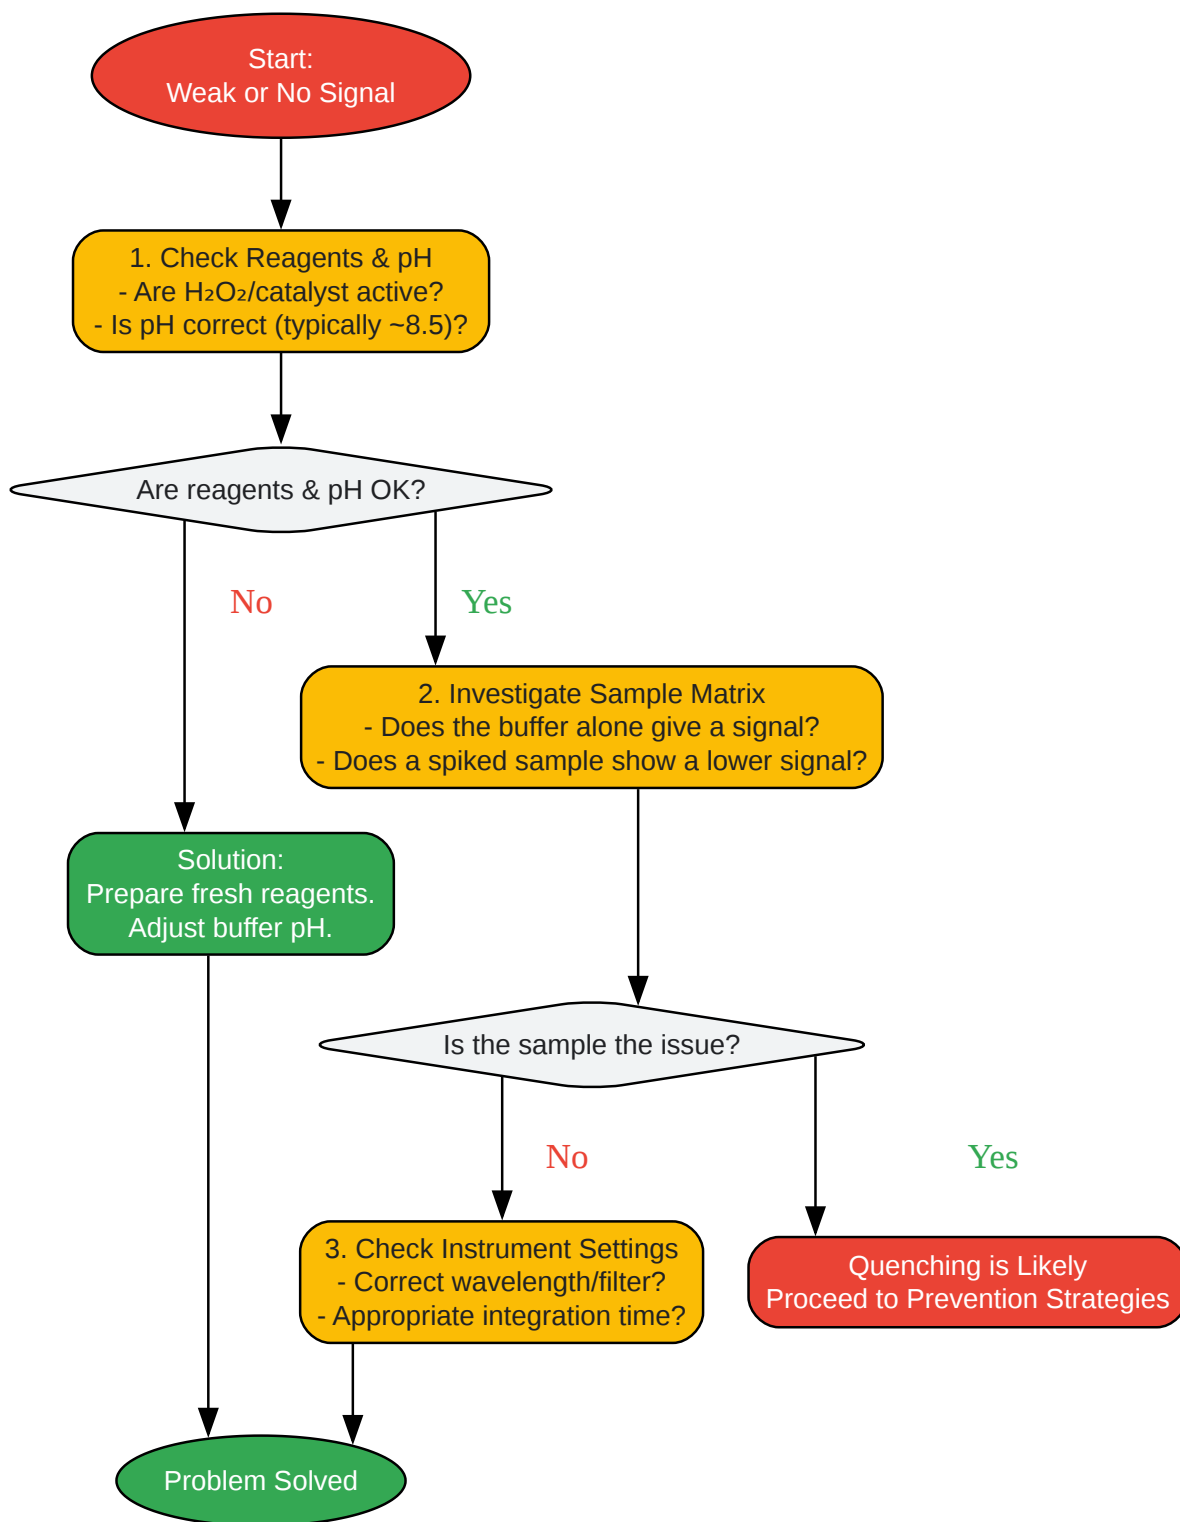 Start:
Weak or No Signal
1. Check Reagents & pH
- Are H₂O₂/catalyst active?
- Is pH correct (typically ~8.5)?
Are reagents & pH OK?
No
Yes
2. Investigate Sample Matrix
- Does the buffer alone give a signal?
- Does a spiked sample show a lower signal?
Solution:
Prepare fresh reagents.
Adjust buffer pH.
Is the sample the issue?
No
Yes
3. Check Instrument Settings
- Correct wavelength/filter?
- Appropriate integration time?
Quenching is Likely
Proceed to Prevention Strategies
Problem Solved